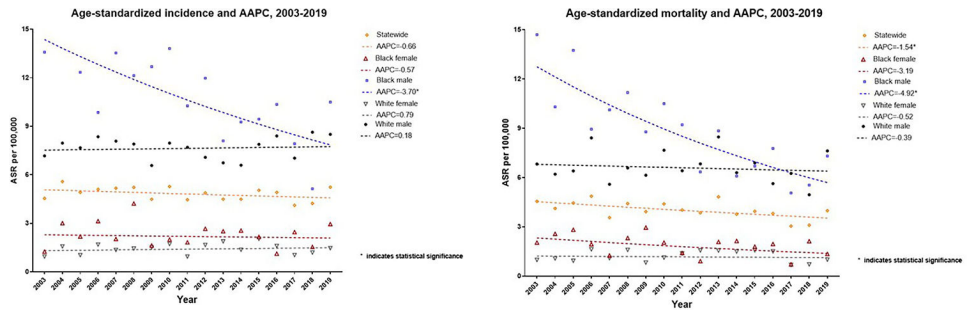 Age-standardized incidence and AAPC, 2003-2019
15
12
9
6
3
0
ASR per 100,000
2003 2004 2005 2006 2007 2008 2009 2010 2011 2012 2013 2014 2015 2016 2017 2018 2019
Year
Statewide
AAPC=-0.66
Black female
AAPC=-0.57
Black male
AAPC=-3.70*
White female
AAPC=0.79
White male
AAPC=0.18
* indicates statistical significance
Age-standardized mortality and AAPC, 2003-2019
15
12
9
6
3
0
ASR per 100,000
2003 2004 2005 2006 2007 2008 2009 2010 2011 2012 2013 2014 2015 2016 2017 2018 2019
Year
Statewide
AAPC=-1.54*
Black female
AAPC=-3.19
Black male
AAPC=-4.92*
White female
AAPC=-0.52
White male
AAPC=-0.39
* indicates statistical significance